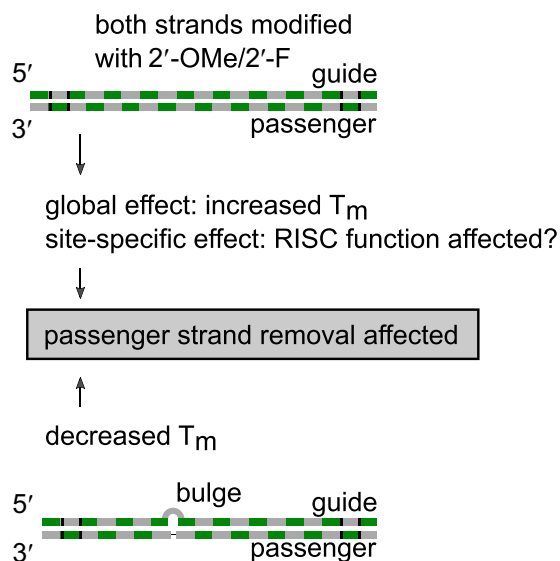 both strands modified
with 2′-OMe/2′-F
5′
guide
3′
passenger
global effect: increased Tm
site-specific effect: RISC function affected?
passenger strand removal affected
decreased Tm
bulge
5′
guide
3′
passenger